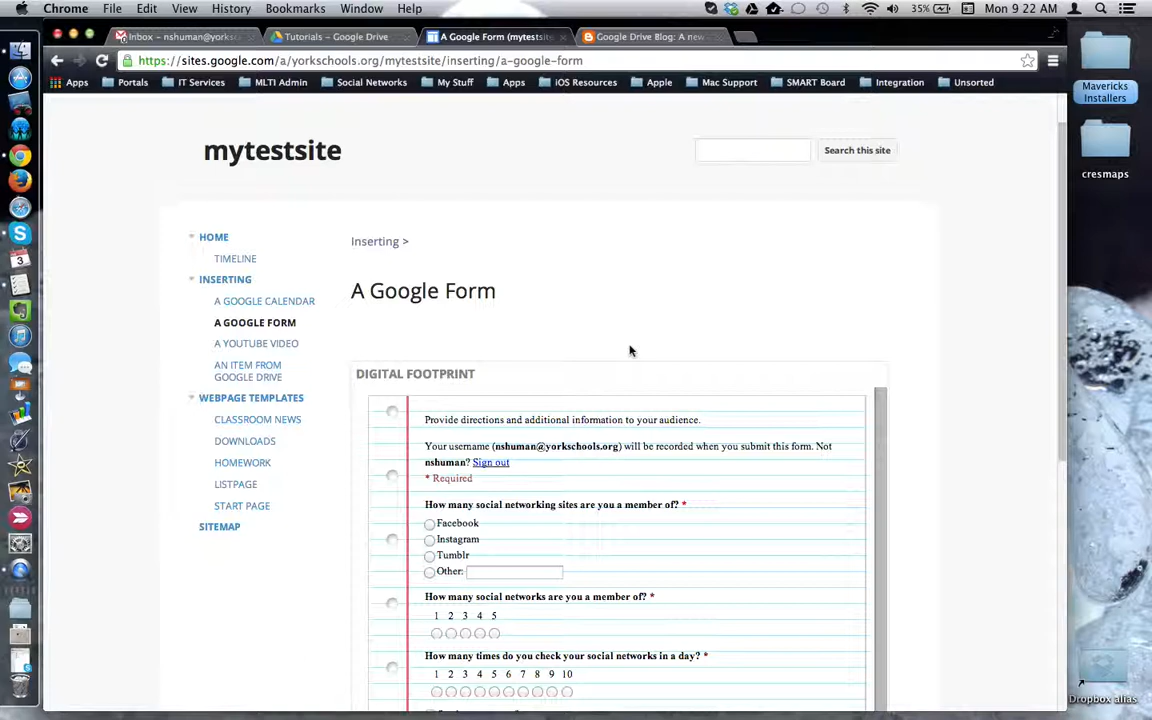 Chrome File Edit View History Bookmarks Window Help 35% Mon 9:22 AM
Inbox – nshuman@yorksc Tutorials – Google Drive A Google Form (mytestsite Google Drive Blog: A new
https://sites.google.com/a/yorkschools.org/mytestsite/inserting/a-google-form
Apps Portals IT Services MLTI Admin Social Networks My Stuff Apps iOS Resources Apple Mac Support SMART Board Integration Unsorted
Mavericks
Installers
cresmaps
mytestsite
Search this site
HOME
TIMELINE
INSERTING
A GOOGLE CALENDAR
A GOOGLE FORM
A YOUTUBE VIDEO
AN ITEM FROM
GOOGLE DRIVE
WEBPAGE TEMPLATES
CLASSROOM NEWS
DOWNLOADS
HOMEWORK
LISTPAGE
START PAGE
SITEMAP
Inserting >
A Google Form
DIGITAL FOOTPRINT
Provide directions and additional information to your audience.
Your username (nshuman@yorkschools.org) will be recorded when you submit this form. Not
nshuman? Sign out
* Required
How many social networking sites are you a member of? *
Facebook
Instagram
Tumblr
Other:
How many social networks are you a member of? *
1 2 3 4 5
How many times do you check your social networks in a day? *
1 2 3 4 5 6 7 8 9 10
Dropbox alias